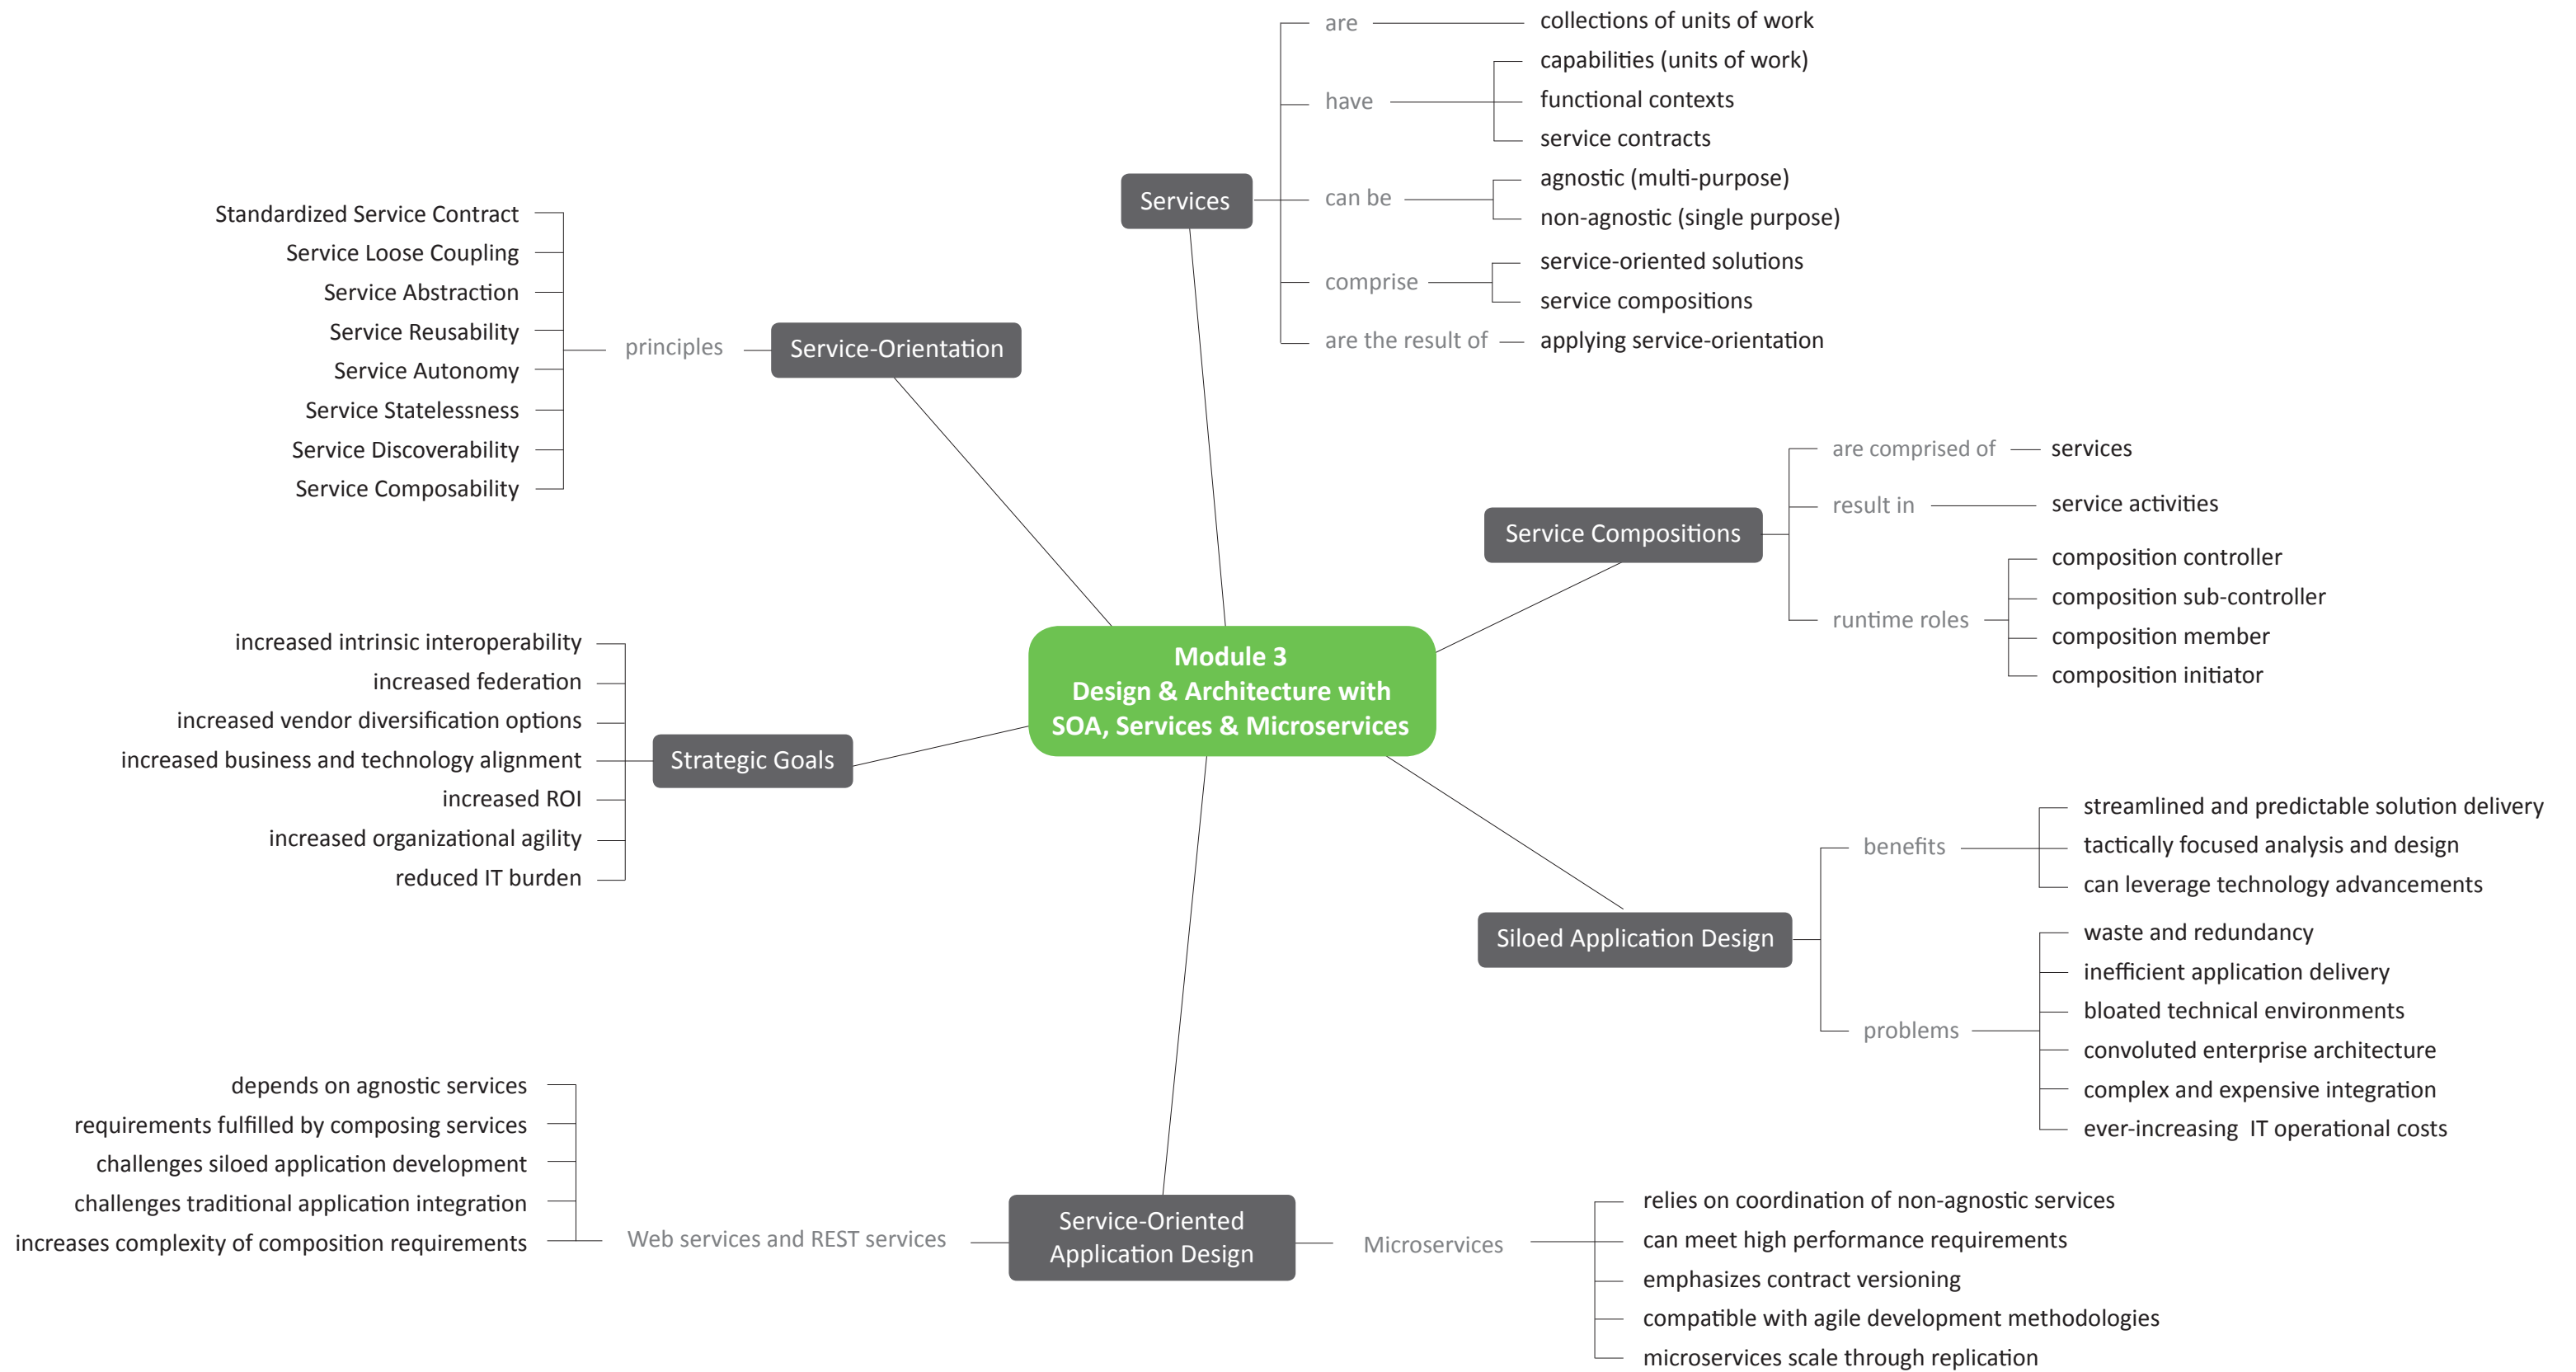 Services
are
collections of units of work
have
capabilities (units of work)
functional contexts
service contracts
can be
agnostic (multi-purpose)
non-agnostic (single purpose)
comprise
service-oriented solutions
service compositions
are the result of
applying service-orientation
Service-Orientation
principles
Standardized Service Contract
Service Loose Coupling
Service Abstraction
Service Reusability
Service Autonomy
Service Statelessness
Service Discoverability
Service Composability
Service Compositions
are comprised of
services
result in
service activities
runtime roles
composition controller
composition sub-controller
composition member
composition initiator
Module 3
Design & Architecture with
SOA, Services & Microservices
Strategic Goals
increased intrinsic interoperability
increased federation
increased vendor diversification options
increased business and technology alignment
increased ROI
increased organizational agility
reduced IT burden
Siloed Application Design
benefits
streamlined and predictable solution delivery
tactically focused analysis and design
can leverage technology advancements
problems
waste and redundancy
inefficient application delivery
bloated technical environments
convoluted enterprise architecture
complex and expensive integration
ever-increasing IT operational costs
Service-Oriented
Application Design
Web services and REST services
depends on agnostic services
requirements fulfilled by composing services
challenges siloed application development
challenges traditional application integration
increases complexity of composition requirements
Microservices
relies on coordination of non-agnostic services
can meet high performance requirements
emphasizes contract versioning
compatible with agile development methodologies
microservices scale through replication